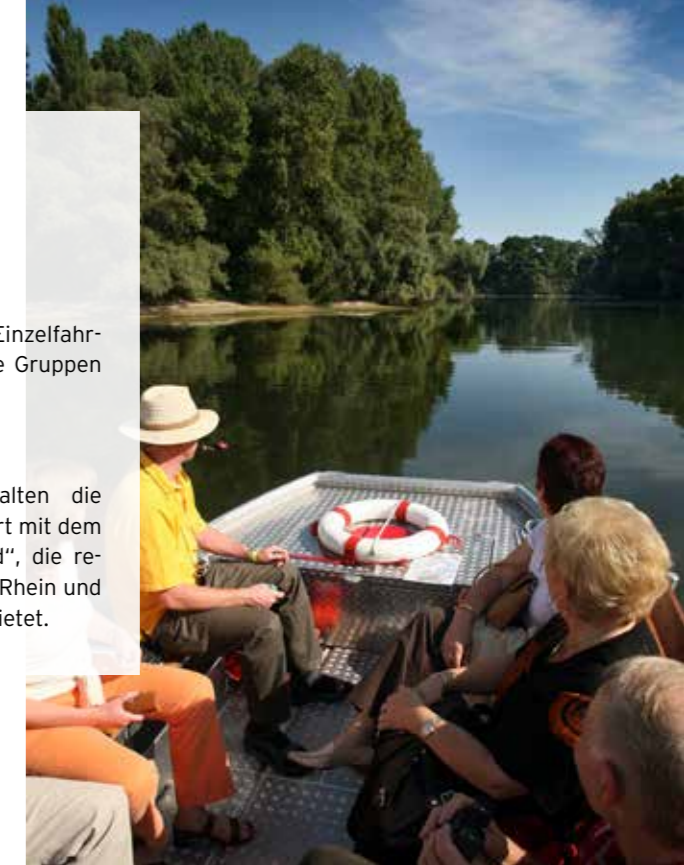 Einzelfahr-
e Gruppen
alten die
rt mit dem
d“, die re-
Rhein und
ietet.